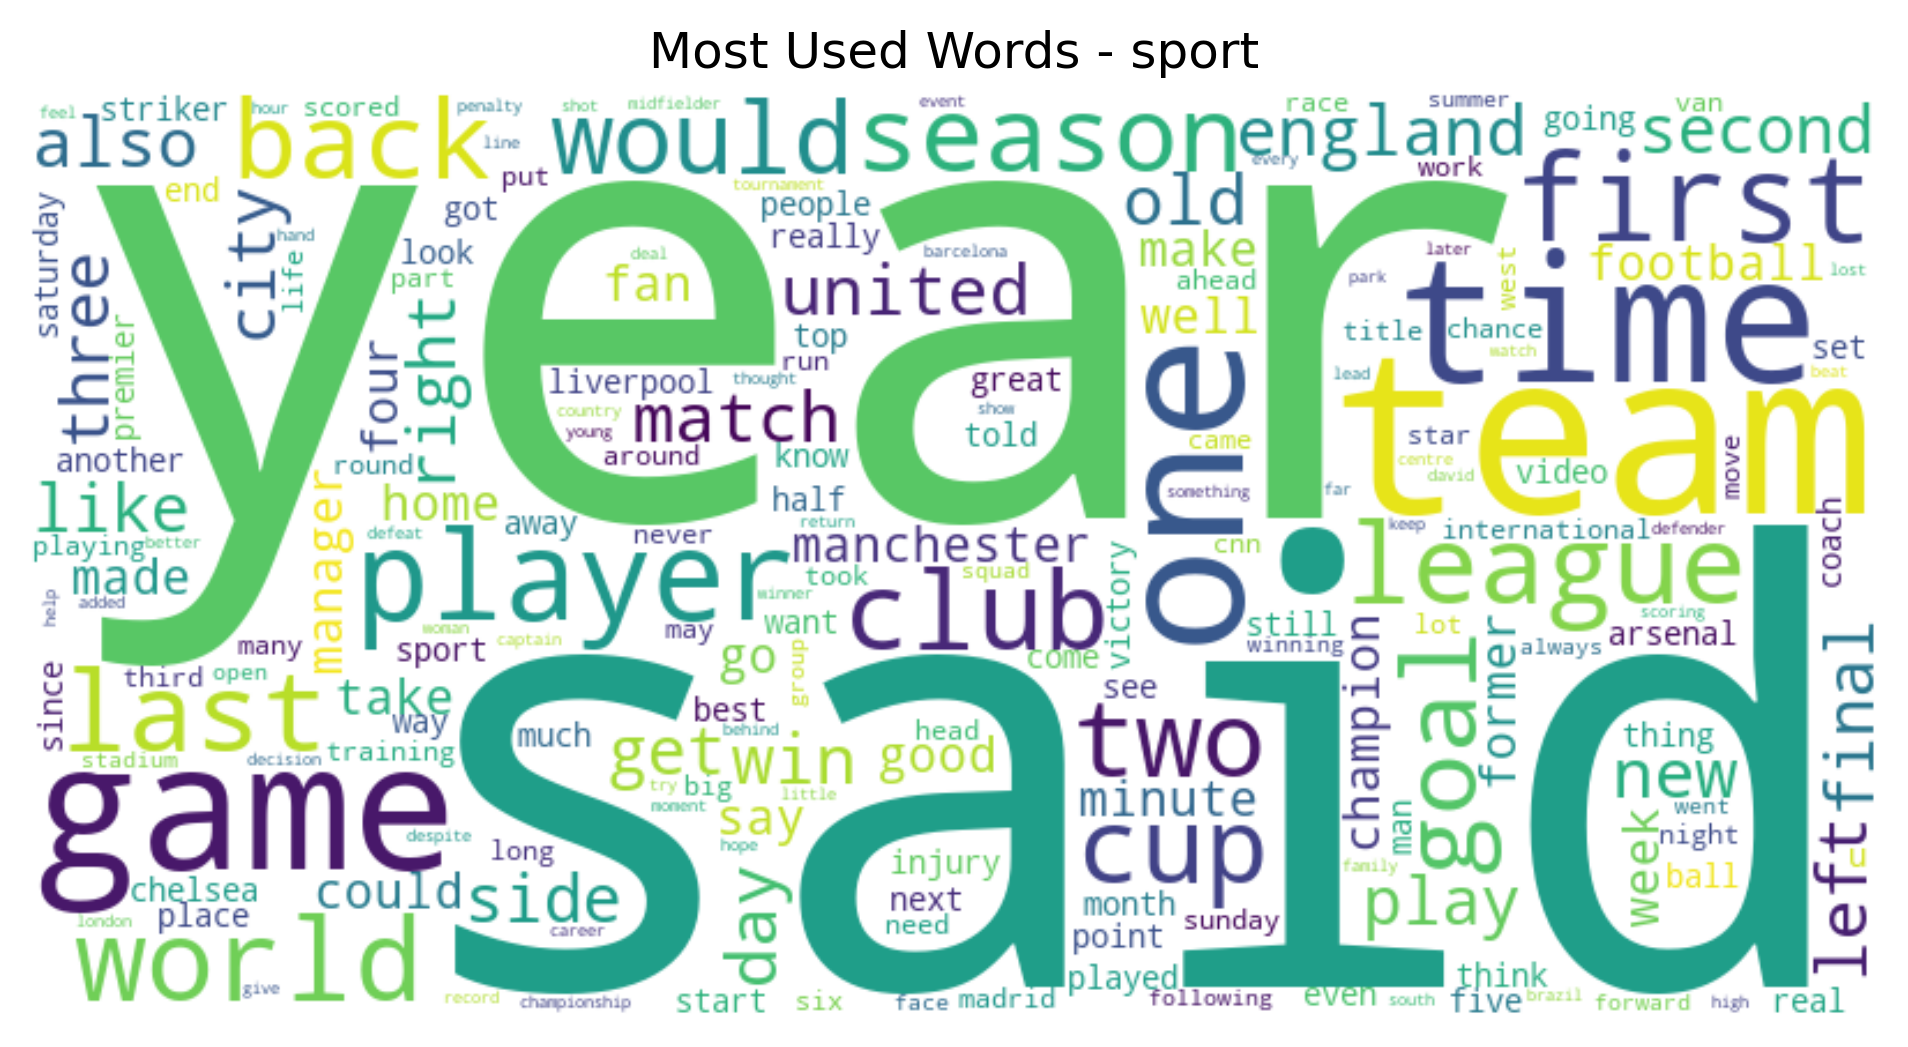 Most Used Words - sport
feel
striker
hour
scored
penalty
shot
midfielder
event
race
summer
van
also
back
line
would
season
england
every
going
second
end
put
tournament
work
first
saturday
city
hand
life
got
people
old
look
really
deal
barcelona
make
later
football
lost
three
part
fan
united
ahead
park
west
time
premier
four
right
top
well
title
chance
set
year
run
watch
liverpool
thought
great
one
lead
beat
country
match
show
team
young
told
came
star
another
round
around
know
centre
david
video
move
like
manager
home
half
something
far
playing
better
defeat
away
never
return
manchester
cnn
keep
international
defender
coach
made
player
took
squad
victory
league
help
added
winner
club
woman
captain
may
want
still
lot
scoring
arsenal
many
sport
go
group
come
winning
champion
goal
former
always
final
since
third
open
last
take
way
best
see
said
stadium
decision
training
much
behind
head
two
thing
get
win
good
new
game
try
big
little
moment
minute
went
despite
say
hope
cup
man
week
night
left
long
injury
family
ball
chelsea
could
side
day
next
month
play
london
place
career
need
point
sunday
world
played
think
give
record
championship
start
six
face
madrid
following
even
south
five
brazil
forward
high
real